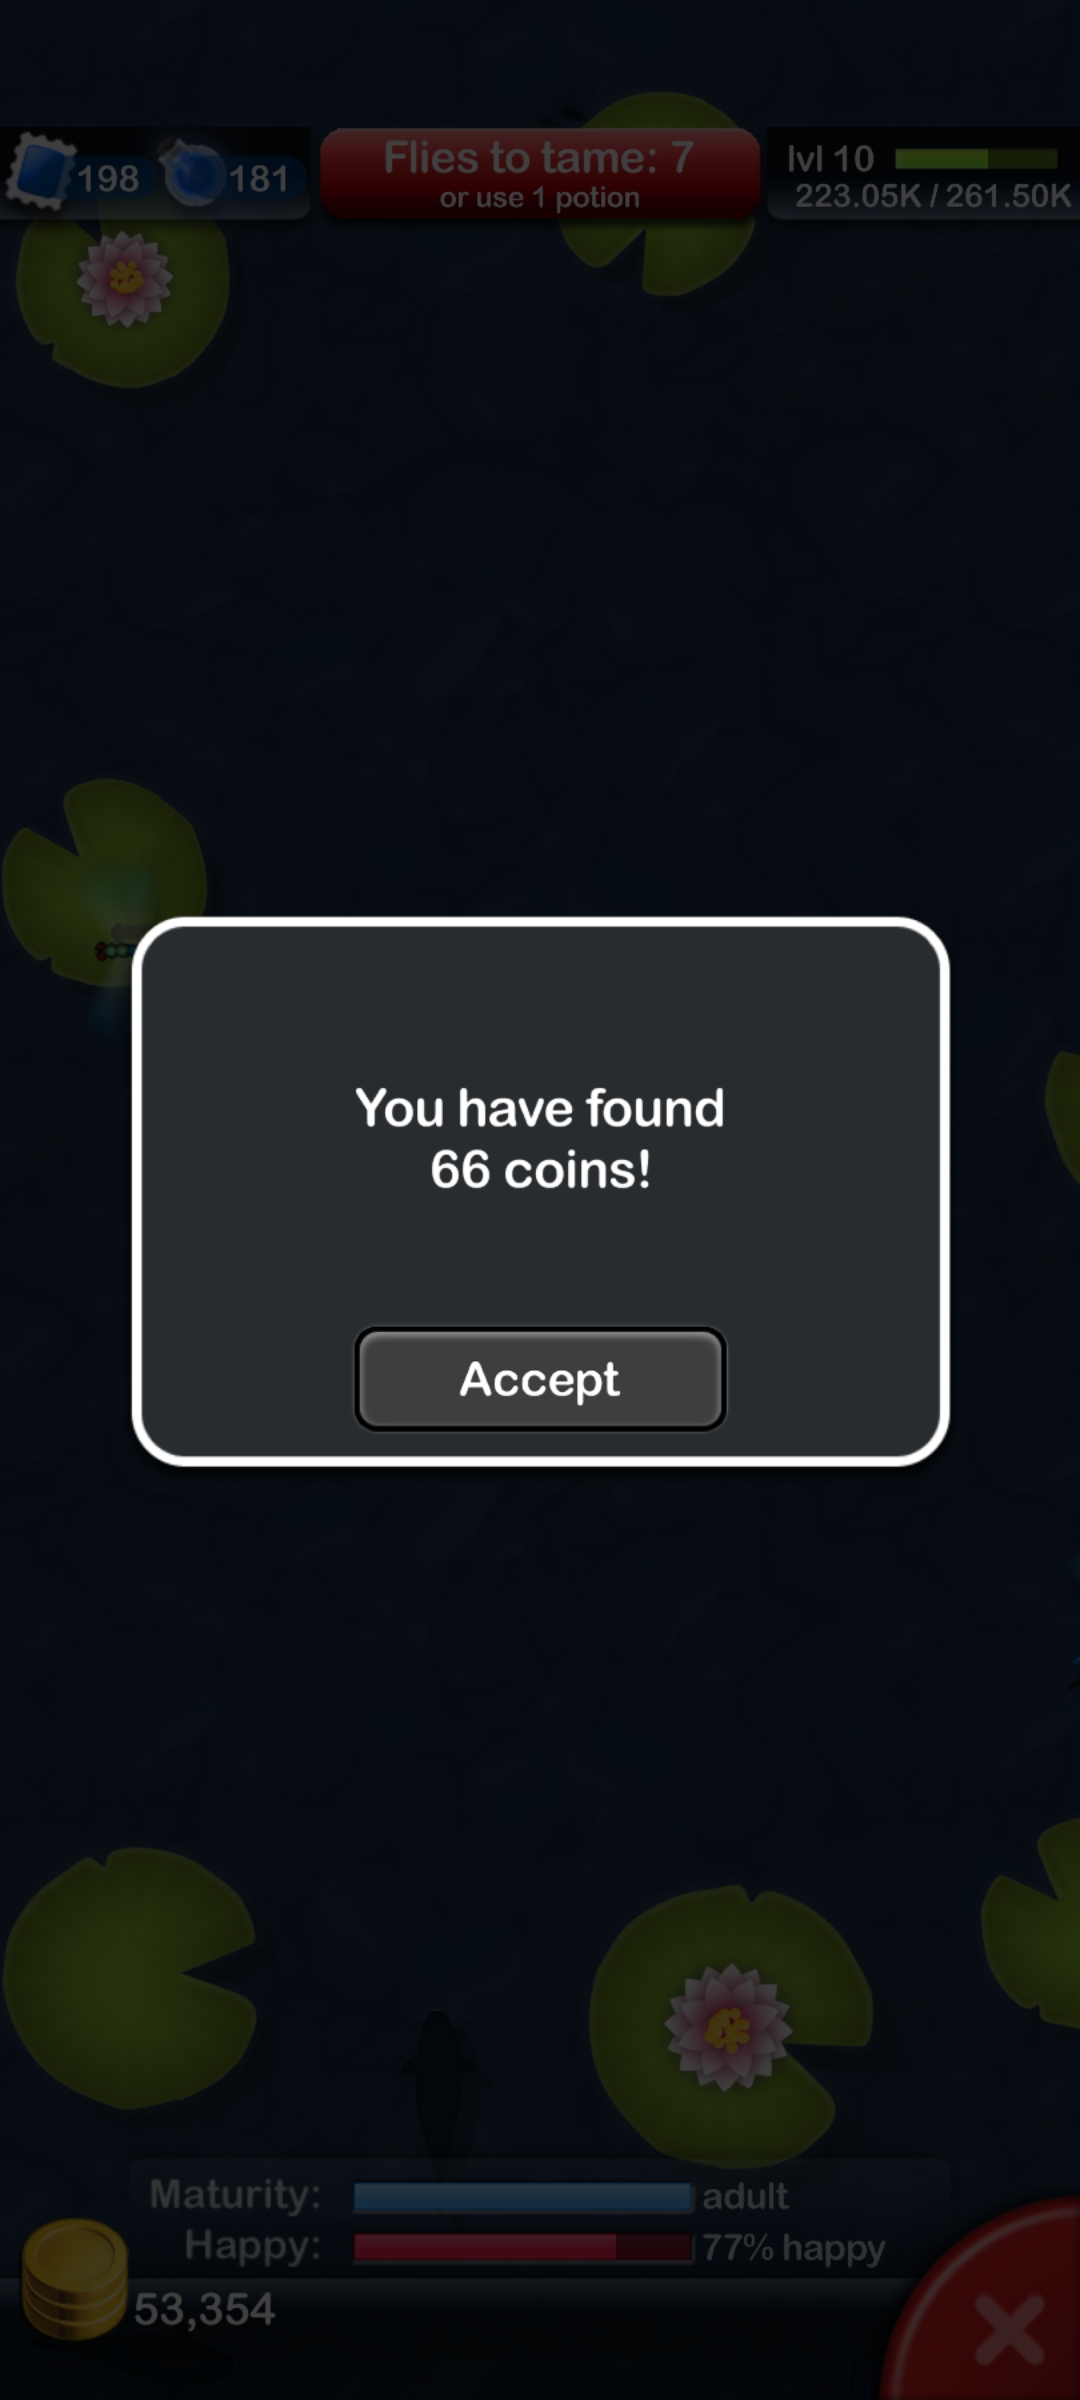 198
181
Flies to tame: 7
or use 1 potion
lvl 10
223.05K / 261.50K
You have found
66 coins!
Accept
Maturity:
adult
Happy:
77% happy
53,354